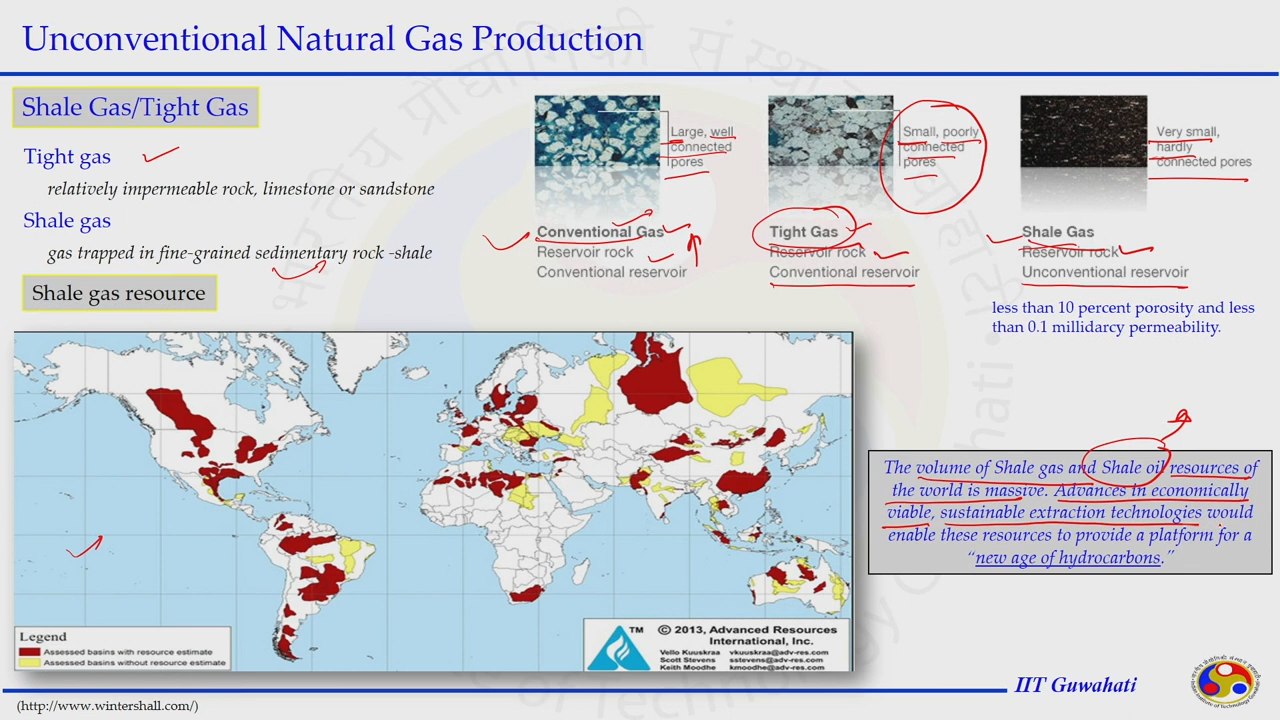 Unconventional Natural Gas Production
Shale Gas/Tight Gas
Tight gas
relatively impermeable rock, limestone or sandstone
Shale gas
gas trapped in fine-grained sedimentary rock -shale
Shale gas resource
Large, well
connected
pores
Conventional Gas
Reservoir rock
Conventional reservoir
Small, poorly
connected
pores
Tight Gas
Reservoir rock
Conventional reservoir
Very small,
hardly
connected pores
Shale Gas
Reservoir rock
Unconventional reservoir
less than 10 percent porosity and less
than 0.1 millidarcy permeability.
The volume of Shale gas and Shale oil resources of
the world is massive. Advances in economically
viable, sustainable extraction technologies would
enable these resources to provide a platform for a
“new age of hydrocarbons.”
Legend
Assessed basins with resource estimate
Assessed basins without resource estimate
TM © 2013, Advanced Resources
International, Inc.
Vello Kuuskraa vkuuskraa@adv-res.com
Scott Stevens sstevens@adv-res.com
Keith Moodhe kmoodhe@adv-res.com
IIT Guwahati
(http://www.wintershall.com/)